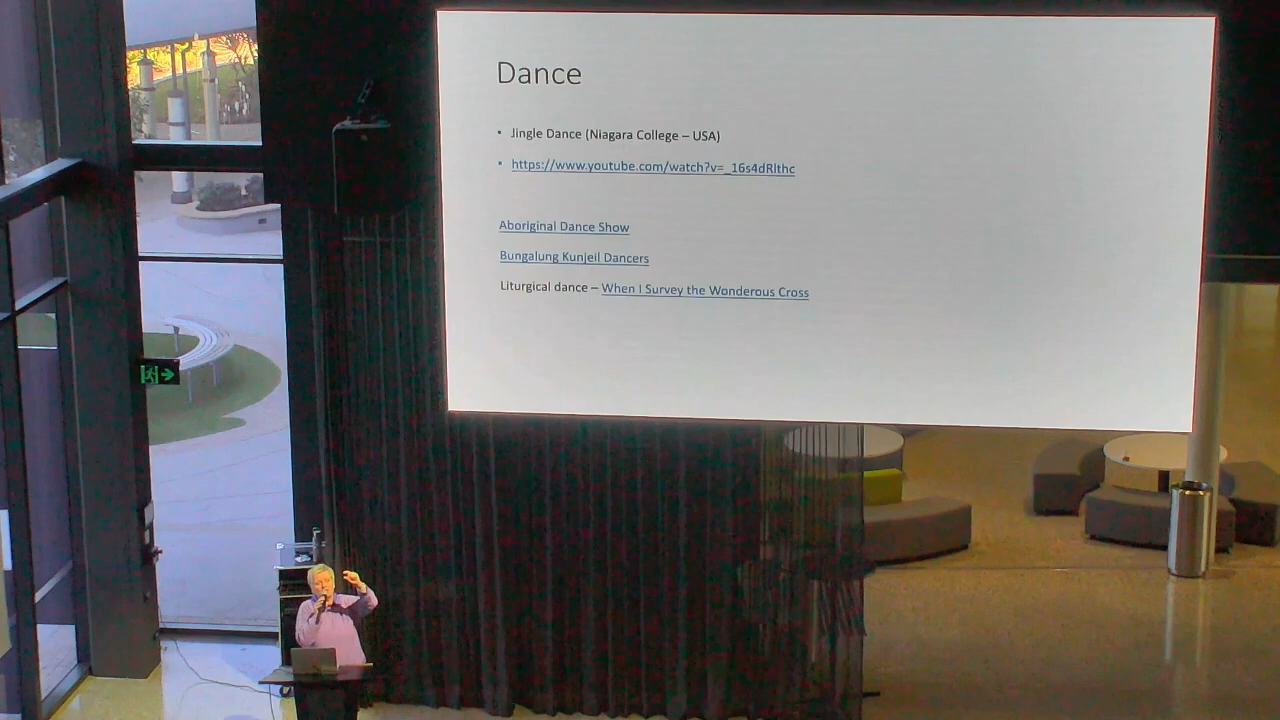 Dance
• Jingle Dance (Niagara College – USA)
• https://www.youtube.com/watch?v=_16s4dRlthc
Aboriginal Dance Show
Bungalung Kunjeil Dancers
Liturgical dance – When I Survey the Wonderous Cross